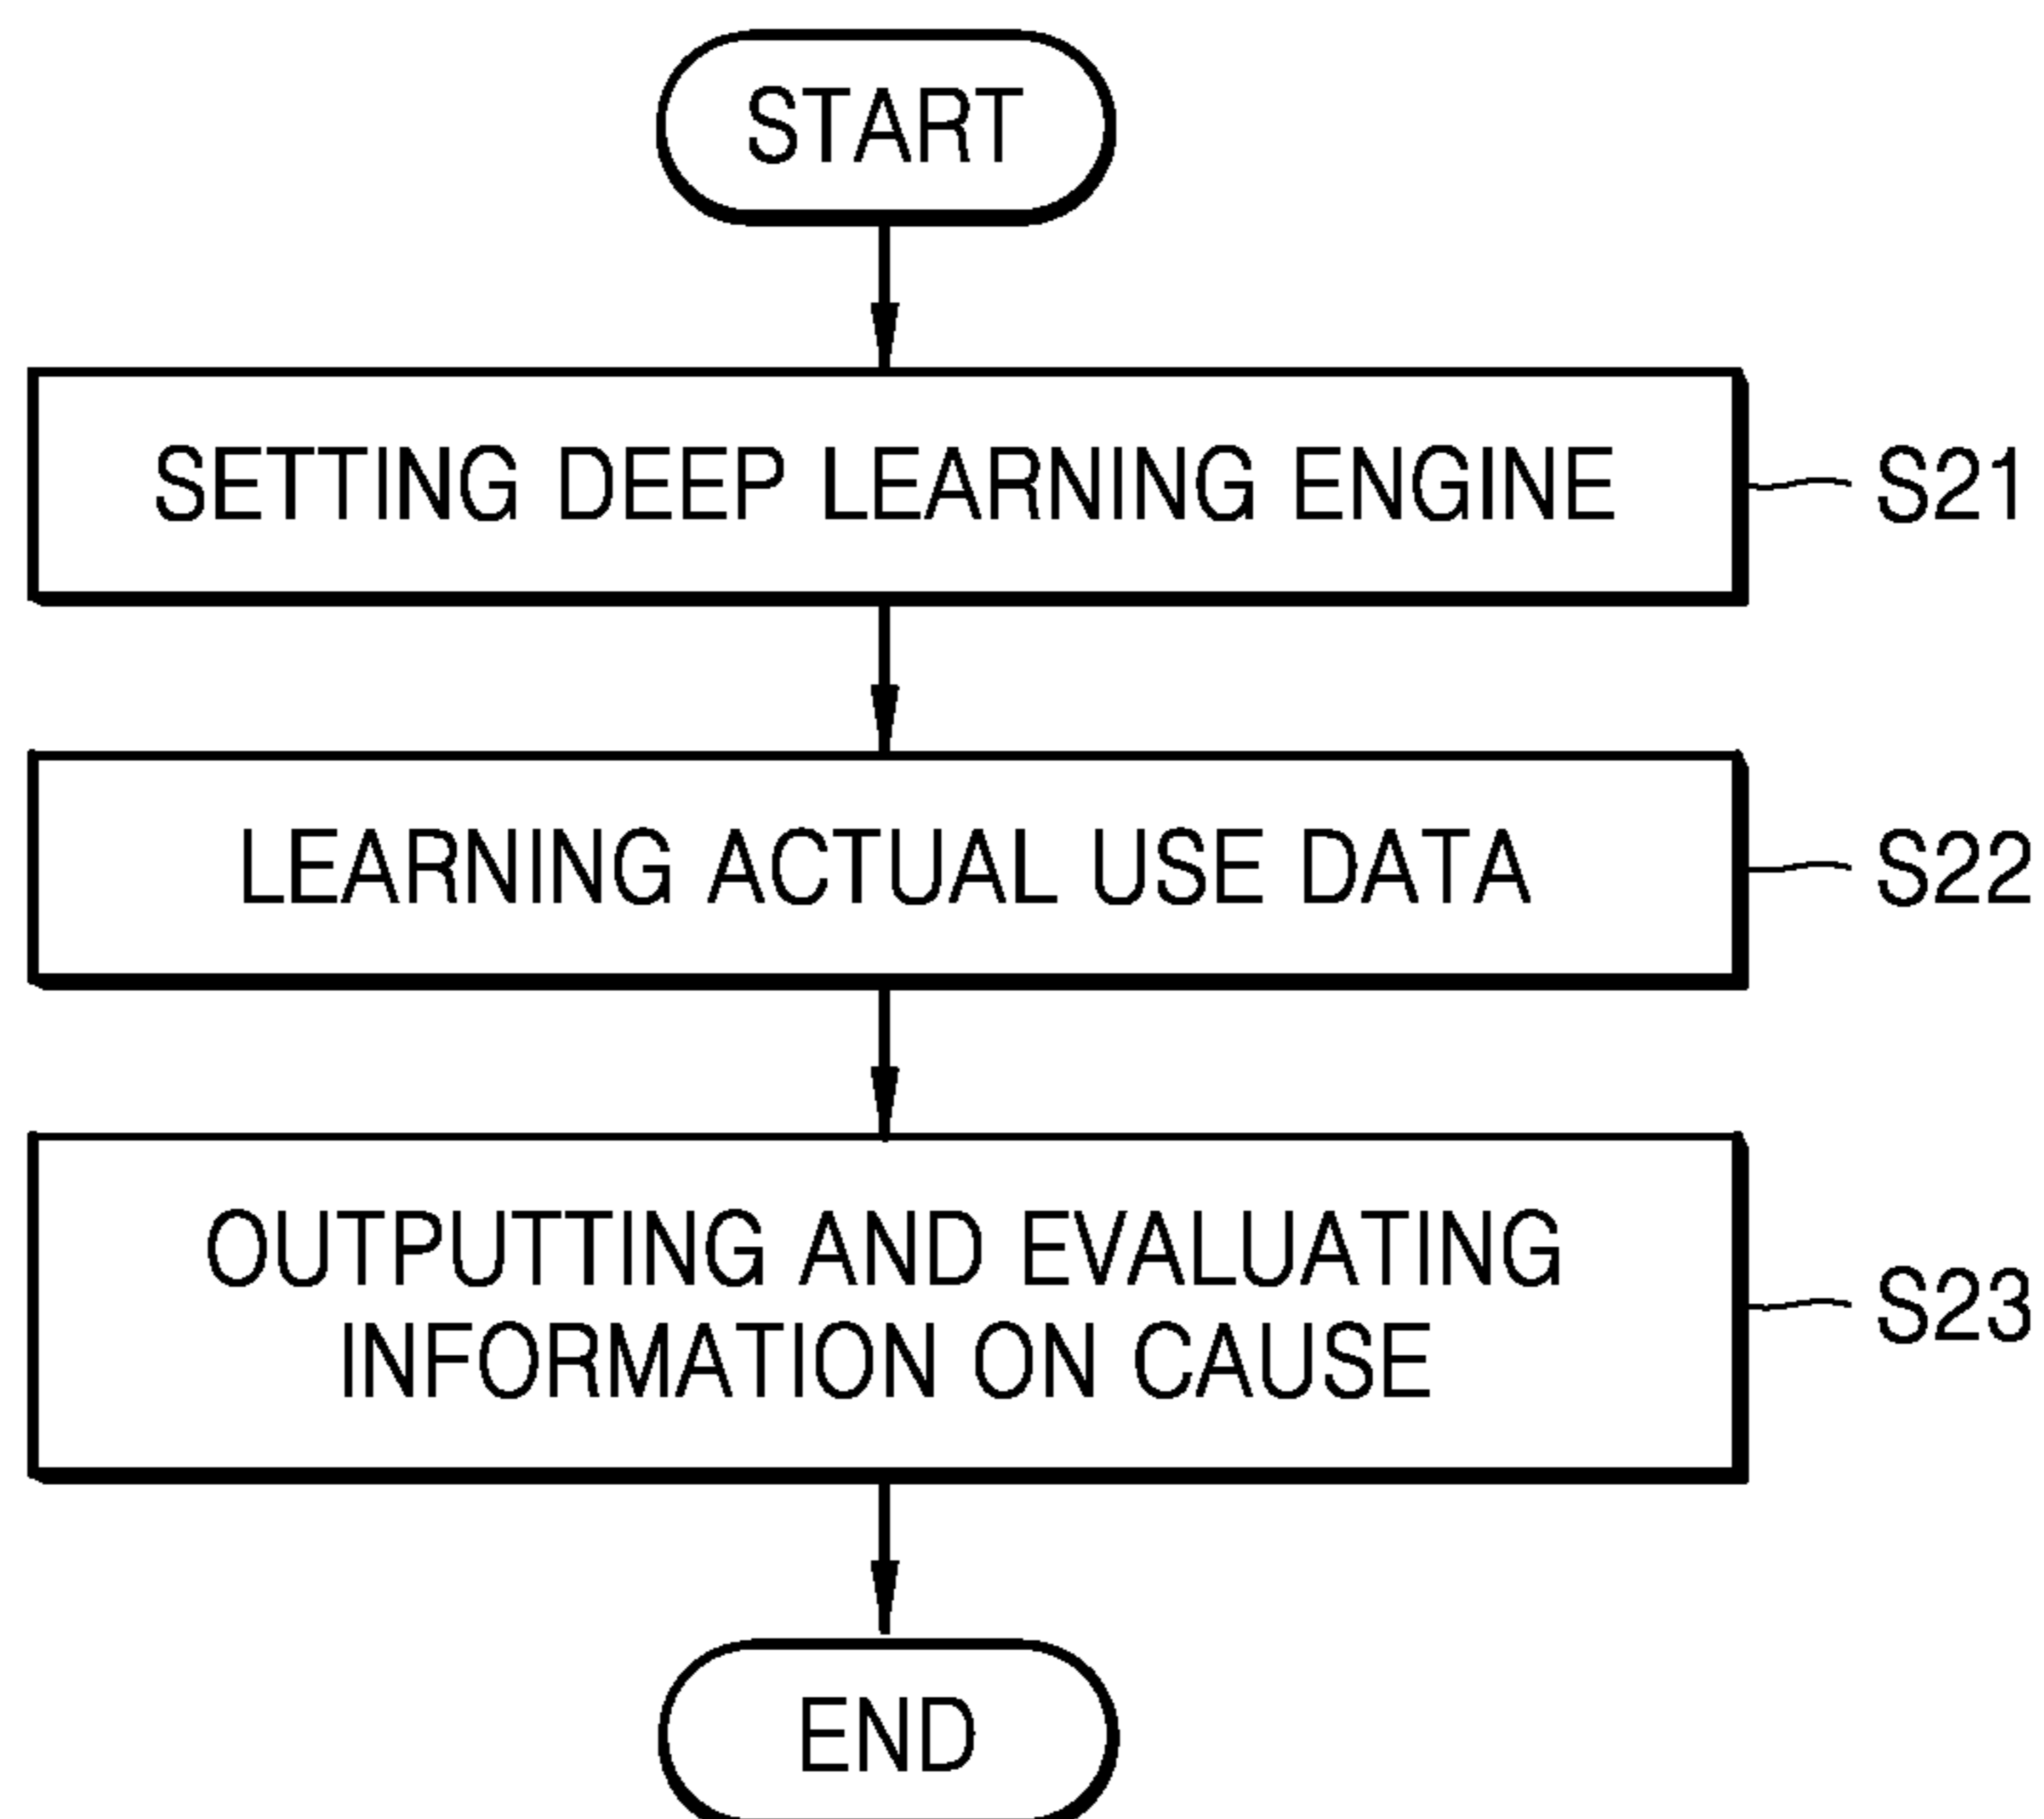 START
SETTING DEEP LEARNING ENGINE
S21
LEARNING ACTUAL USE DATA
S22
OUTPUTTING AND EVALUATING
INFORMATION ON CAUSE
S23
END